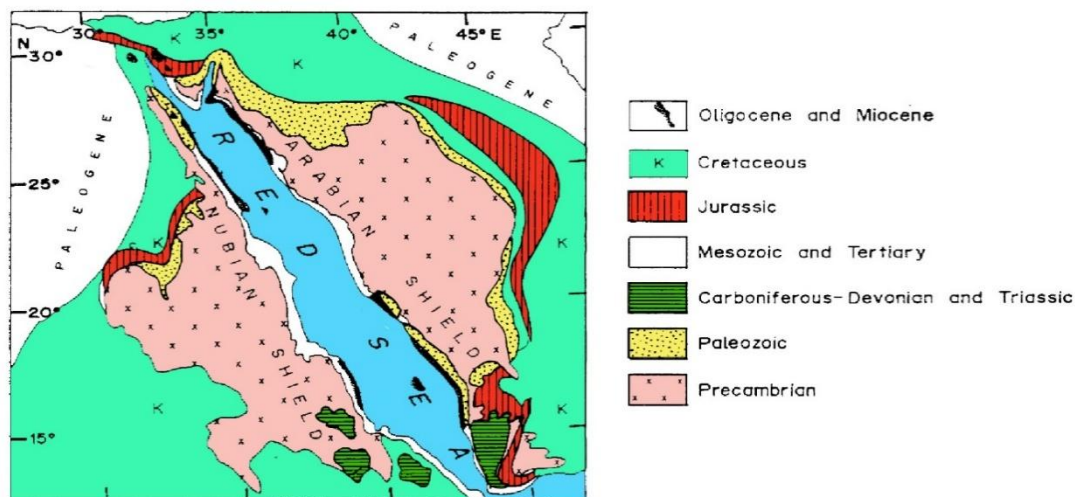 30° 35° 40° 45° E
N
30°
25°
20°
15°
PALEOGENE
PALEOGENE
K
K
K
K
K
K
K
RED SEA
ARABIAN SHIELD
NUBIAN SHIELD
Oligocene and Miocene
K Cretaceous
Jurassic
Mesozoic and Tertiary
Carboniferous-Devonian and Triassic
Paleozoic
x x x x Precambrian